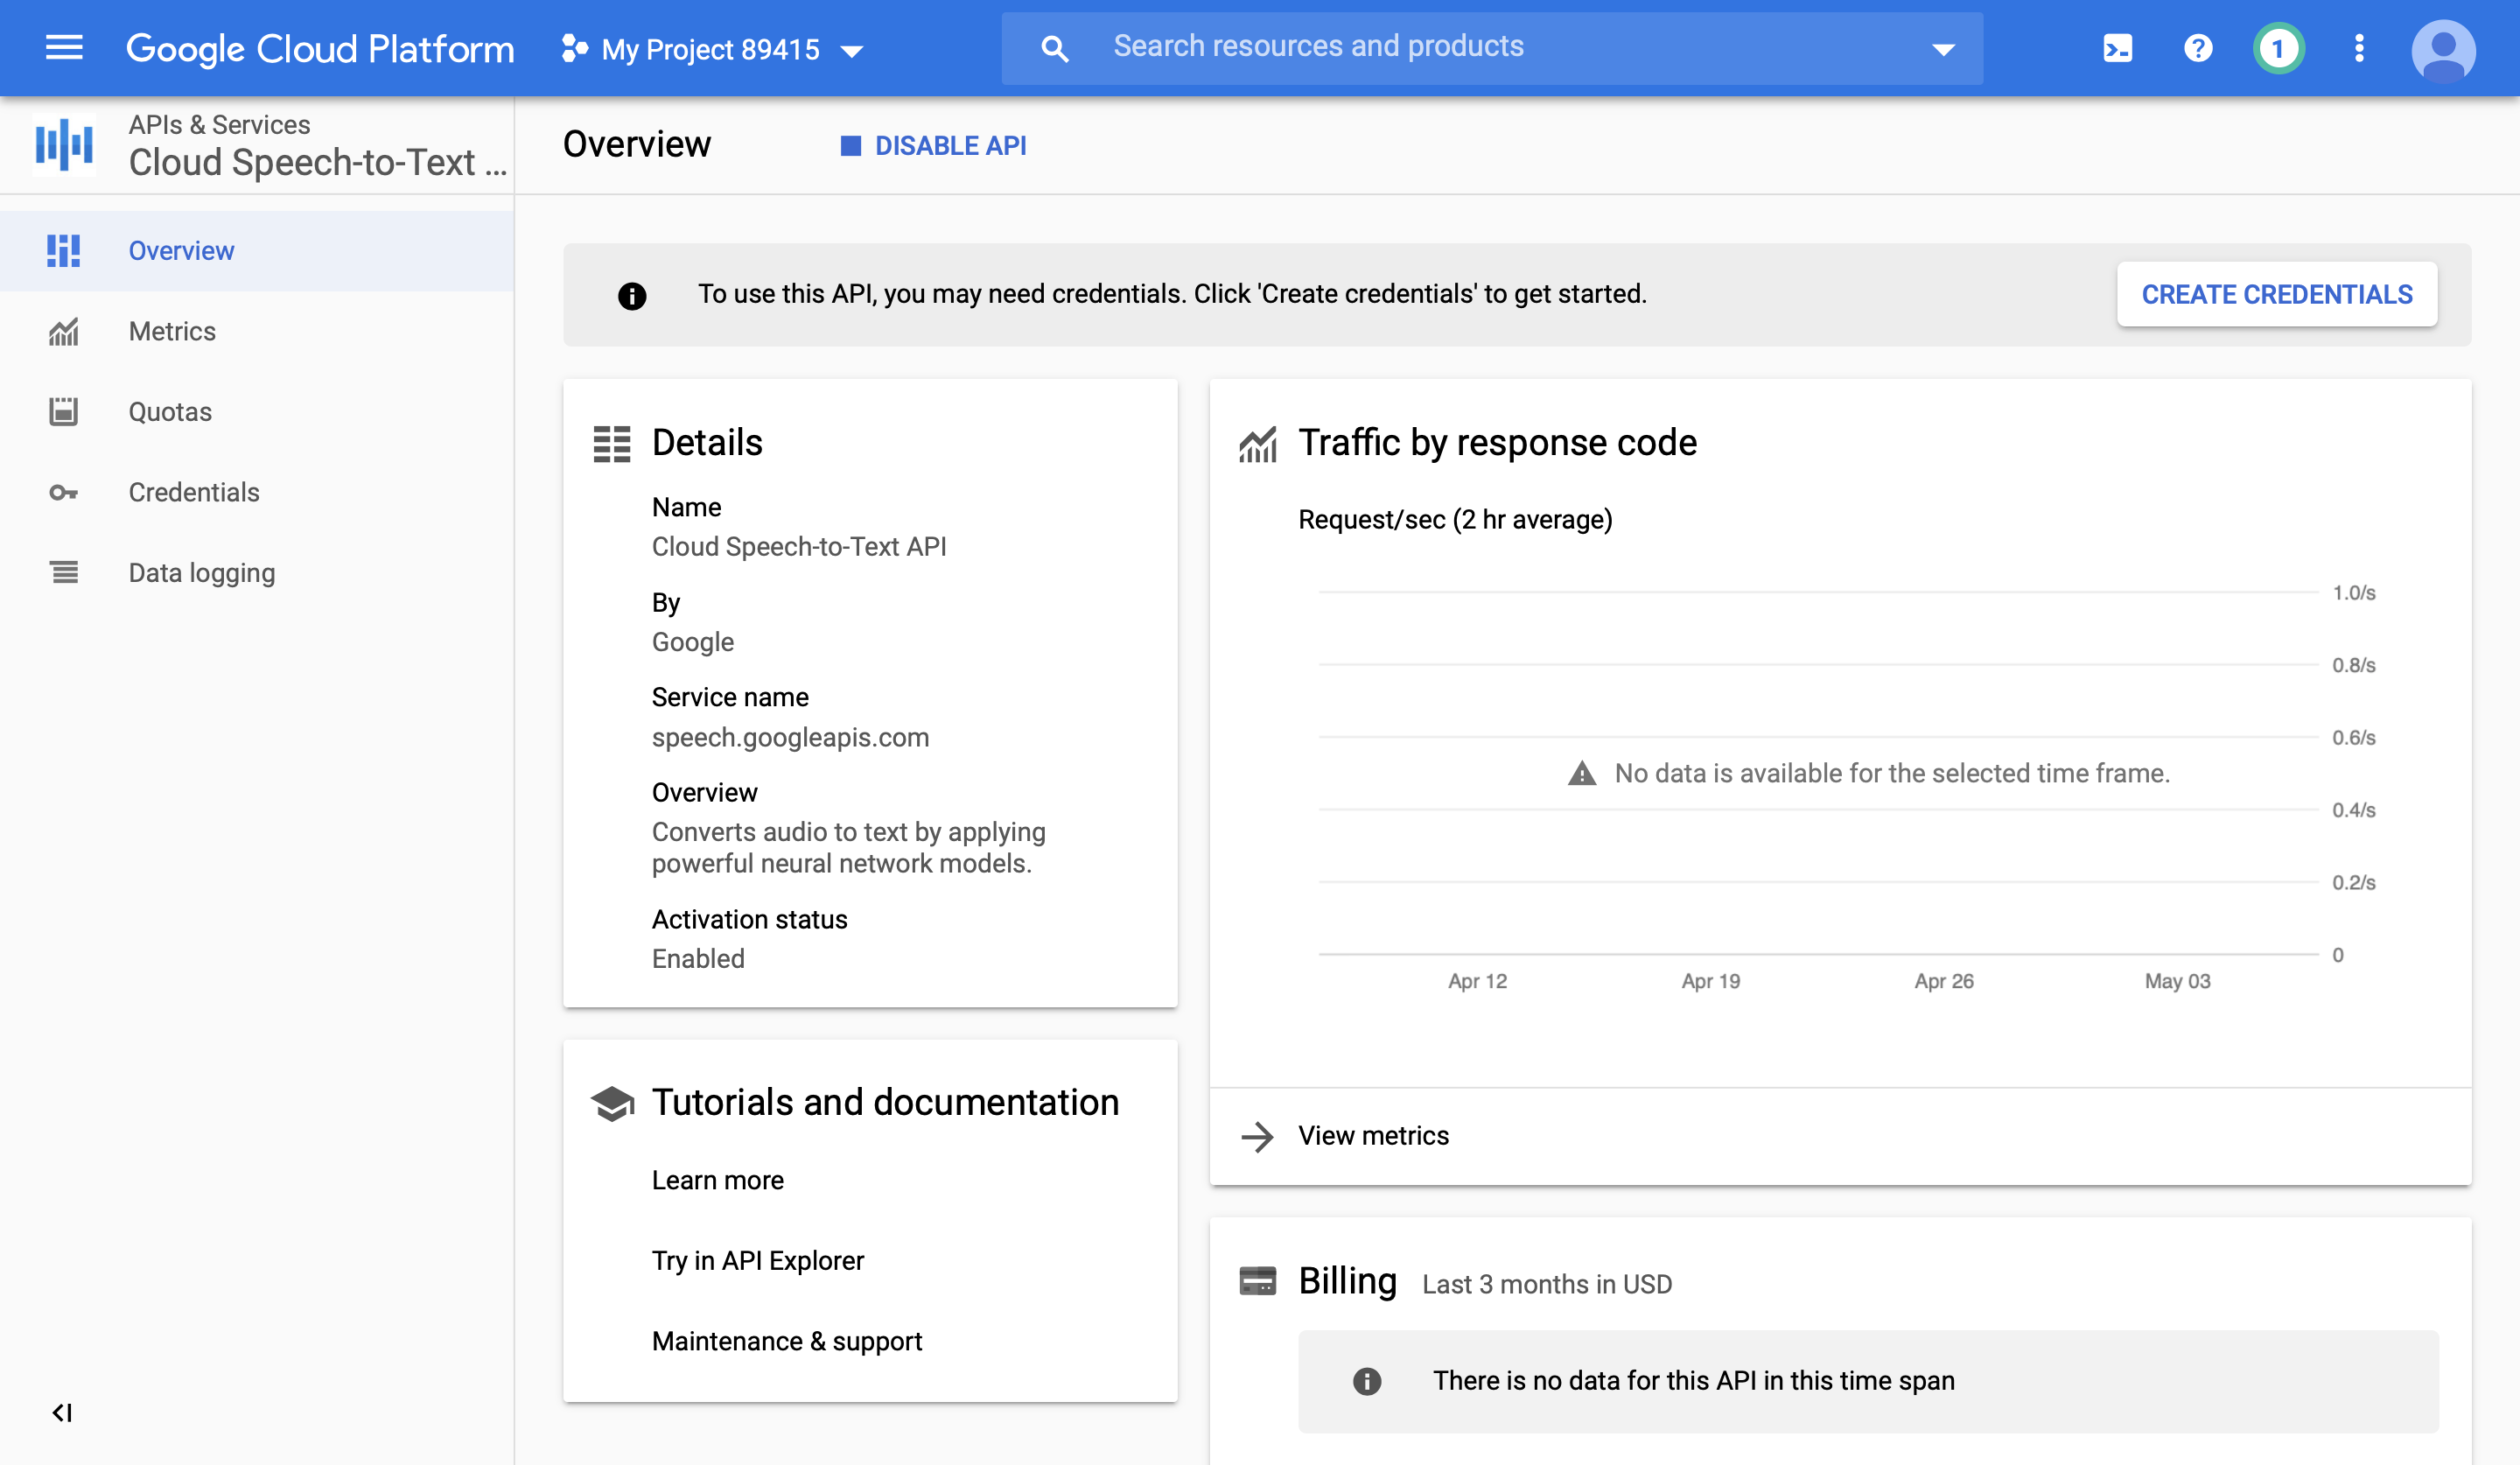 Google Cloud Platform
My Project 89415
Search resources and products
1
APIs & Services
Cloud Speech-to-Text ...
Overview
Metrics
Quotas
Credentials
Data logging
Overview
DISABLE API
To use this API, you may need credentials. Click 'Create credentials' to get started.
CREATE CREDENTIALS
Details
Name
Cloud Speech-to-Text API
By
Google
Service name
speech.googleapis.com
Overview
Converts audio to text by applying
powerful neural network models.
Activation status
Enabled
Tutorials and documentation
Learn more
Try in API Explorer
Maintenance & support
Traffic by response code
Request/sec (2 hr average)
1.0/s
0.8/s
0.6/s
No data is available for the selected time frame.
0.4/s
0.2/s
0
Apr 12 Apr 19 Apr 26 May 03
View metrics
Billing Last 3 months in USD
There is no data for this API in this time span